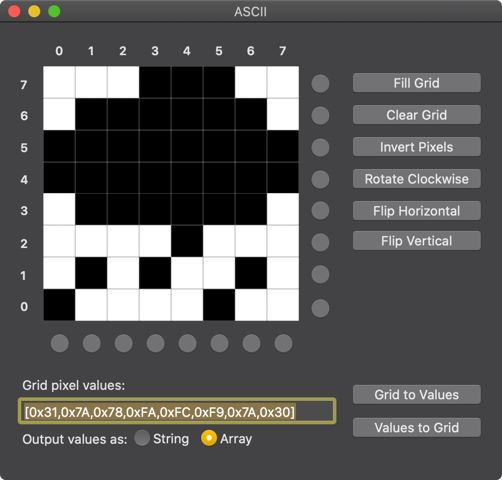 ASCII
0 1 2 3 4 5 6 7
7
Fill Grid
6
Clear Grid
5
Invert Pixels
4
Rotate Clockwise
3
Flip Horizontal
2
Flip Vertical
1
0
Grid pixel values:
Grid to Values
[0x31,0x7A,0x78,0xFA,0xFC,0xF9,0x7A,0x30]
Values to Grid
Output values as: String Array